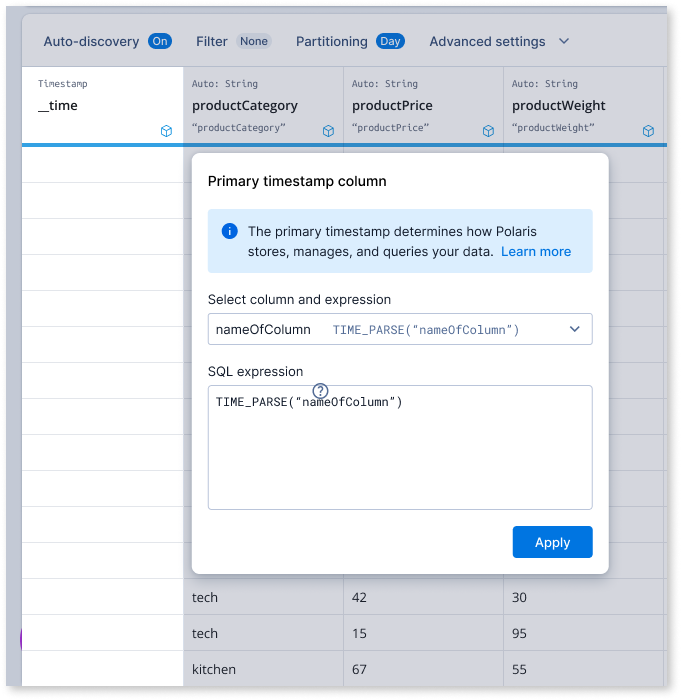 Auto-discovery On Filter None Partitioning Day Advanced settings
Timestamp Auto: String Auto: String Auto: String
__time productCategory productPrice productWeight
“productCategory” “productPrice” “productWeight”
Primary timestamp column
The primary timestamp determines how Polaris
stores, manages, and queries your data. Learn more
Select column and expression
nameOfColumn TIME_PARSE(“nameOfColumn”)
SQL expression
?
TIME_PARSE(“nameOfColumn”)
Apply
tech 42 30
tech 15 95
kitchen 67 55